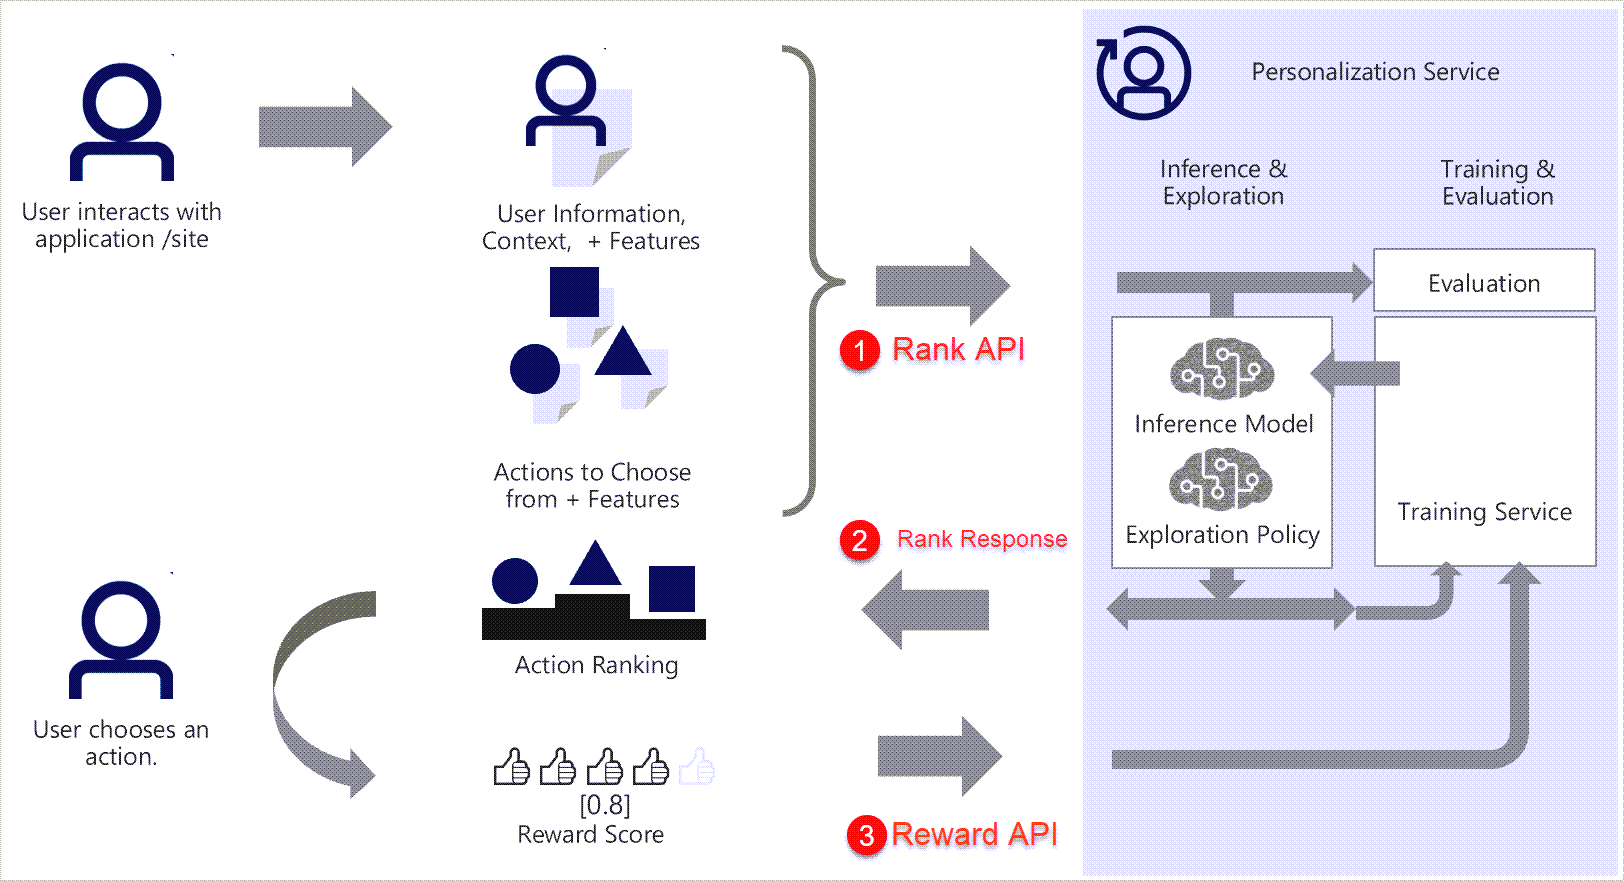 User interacts with
application /site
User Information,
Context, + Features
Actions to Choose
from + Features
1 Rank API
2 Rank Response
Action Ranking
User chooses an
action.
[0.8]
Reward Score
3 Reward API
Personalization Service
Inference &
Exploration
Training &
Evaluation
Evaluation
Inference Model
Exploration Policy
Training Service